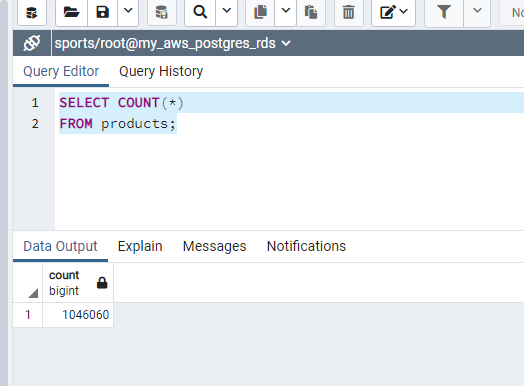 No
sports/root@my_aws_postgres_rds
Query Editor Query History
1 SELECT COUNT(*)
2 FROM products;
Data Output Explain Messages Notifications
count
bigint
1 1046060